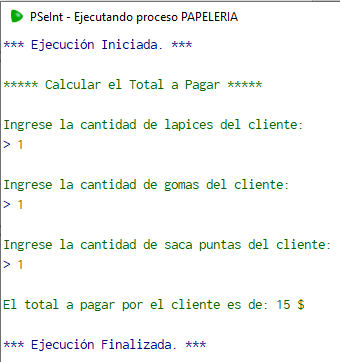 PSeInt - Ejecutando proceso PAPELERIA
*** Ejecución Iniciada. ***
***** Calcular el Total a Pagar *****
Ingrese la cantidad de lapices del cliente:
> 1
Ingrese la cantidad de gomas del cliente:
> 1
Ingrese la cantidad de saca puntas del cliente:
> 1
El total a pagar por el cliente es de: 15 $
*** Ejecución Finalizada. ***